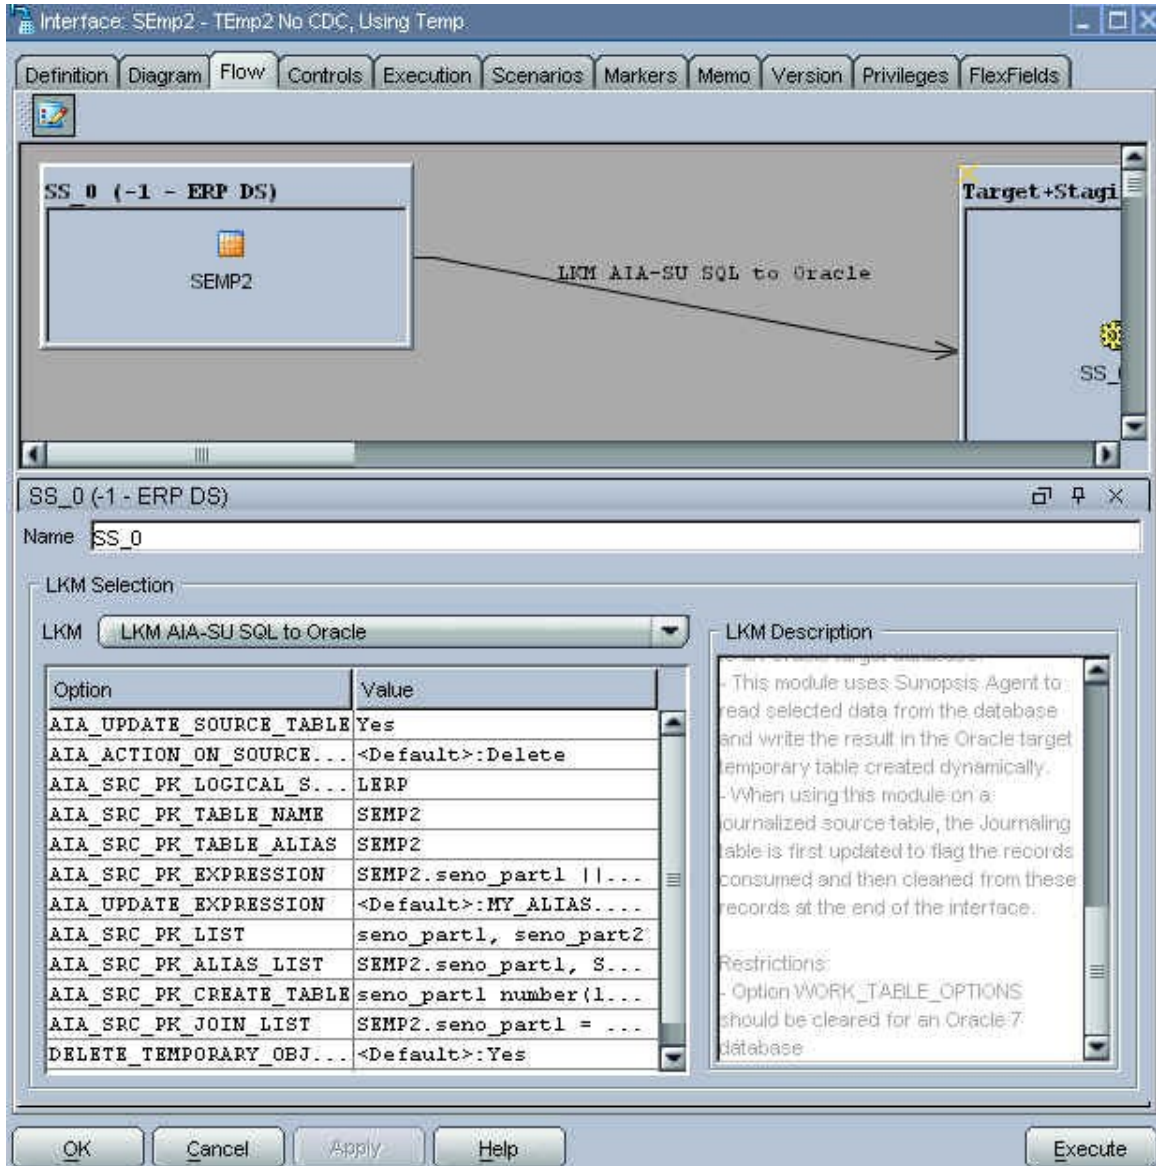 Interface: SEmp2 - TEmp2 No CDC, Using Temp
Definition Diagram Flow Controls Execution Scenarios Markers Memo Version Privileges FlexFields
SS_0 (-1 - ERP DS)
Target+Stagi
SEMP2
LKM AIA-SU SQL to Oracle
SS_
SS_0 (-1 - ERP DS)
Name SS_0
LKM Selection
LKM LKM AIA-SU SQL to Oracle
Option Value
AIA_UPDATE_SOURCE_TABLE Yes
AIA_ACTION_ON_SOURCE... <Default>:Delete
AIA_SRC_PK_LOGICAL_S... LERP
AIA_SRC_PK_TABLE_NAME SEMP2
AIA_SRC_PK_TABLE_ALIAS SEMP2
AIA_SRC_PK_EXPRESSION SEMP2.seno_part1 ||...
AIA_UPDATE_EXPRESSION <Default>:MY_ALIAS....
AIA_SRC_PK_LIST seno_part1, seno_part2
AIA_SRC_PK_ALIAS_LIST SEMP2.seno_part1, S...
AIA_SRC_PK_CREATE_TABLE seno_part1 number(1...
AIA_SRC_PK_JOIN_LIST SEMP2.seno_part1 = ...
DELETE_TEMPORARY_OBJ... <Default>:Yes
LKM Description
- This module uses Sunopsis Agent to
read selected data from the database
and write the result in the Oracle target
temporary table created dynamically.
- When using this module on a
journalized source table, the Journaling
table is first updated to flag the records
consumed and then cleaned from these
records at the end of the interface.
Restrictions:
- Option WORK_TABLE_OPTIONS
should be cleared for an Oracle 7
database
OK Cancel Apply Help Execute